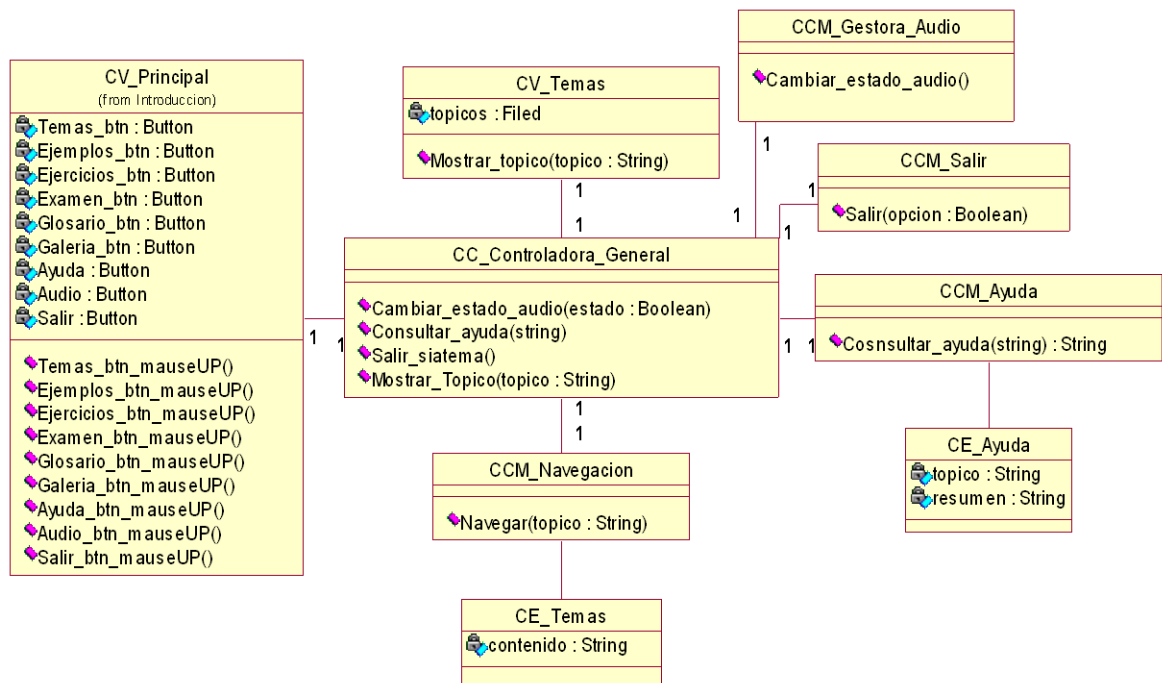 CV_Principal
(from Introduccion)
Temas_btn : Button
Ejemplos_btn : Button
Ejercicios_btn : Button
Examen_btn : Button
Glosario_btn : Button
Galeria_btn : Button
Ayuda : Button
Audio : Button
Salir : Button
Temas_btn_mauseUP()
Ejemplos_btn_mauseUP()
Ejercicios_btn_mauseUP()
Examen_btn_mauseUP()
Glosario_btn_mauseUP()
Galeria_btn_mauseUP()
Ayuda_btn_mauseUP()
Audio_btn_mauseUP()
Salir_btn_mauseUP()
1
1
CV_Temas
topicos : Filed
Mostrar_topico(topico : String)
1
1
CC_Controladora_General
Cambiar_estado_audio(estado : Boolean)
Consultar_ayuda(string)
Salir_siatema()
Mostrar_Topico(topico : String)
1
1
CCM_Navegacion
Navegar(topico : String)
CE_Temas
contenido : String
CCM_Gestora_Audio
Cambiar_estado_audio()
1
1
CCM_Salir
Salir(opcion : Boolean)
1
1
CCM_Ayuda
Cosnsultar_ayuda(string) : String
1
1
CE_Ayuda
topico : String
resumen : String